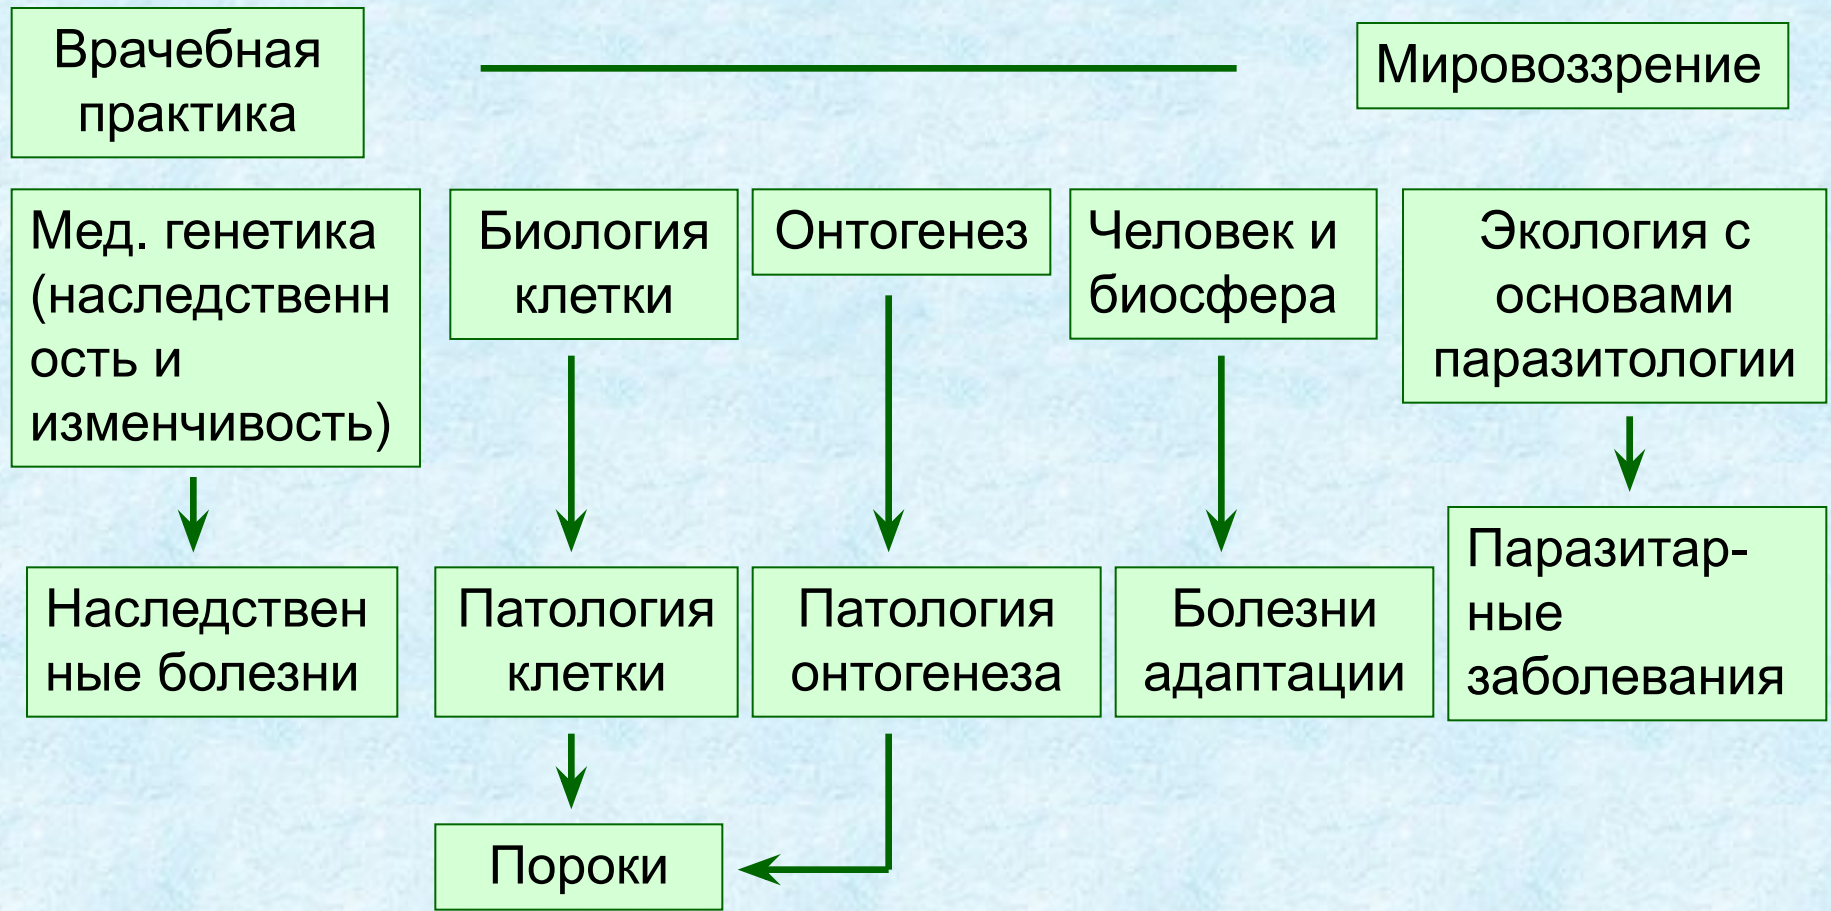 Врачебная
практика
Мировоззрение
Мед. генетика
(наследственн
ость и
изменчивость)
Биология
клетки
Онтогенез
Человек и
биосфера
Экология с
основами
паразитологии
Наследствен
ные болезни
Патология
клетки
Патология
онтогенеза
Болезни
адаптации
Паразитар-
ные
заболевания
Пороки